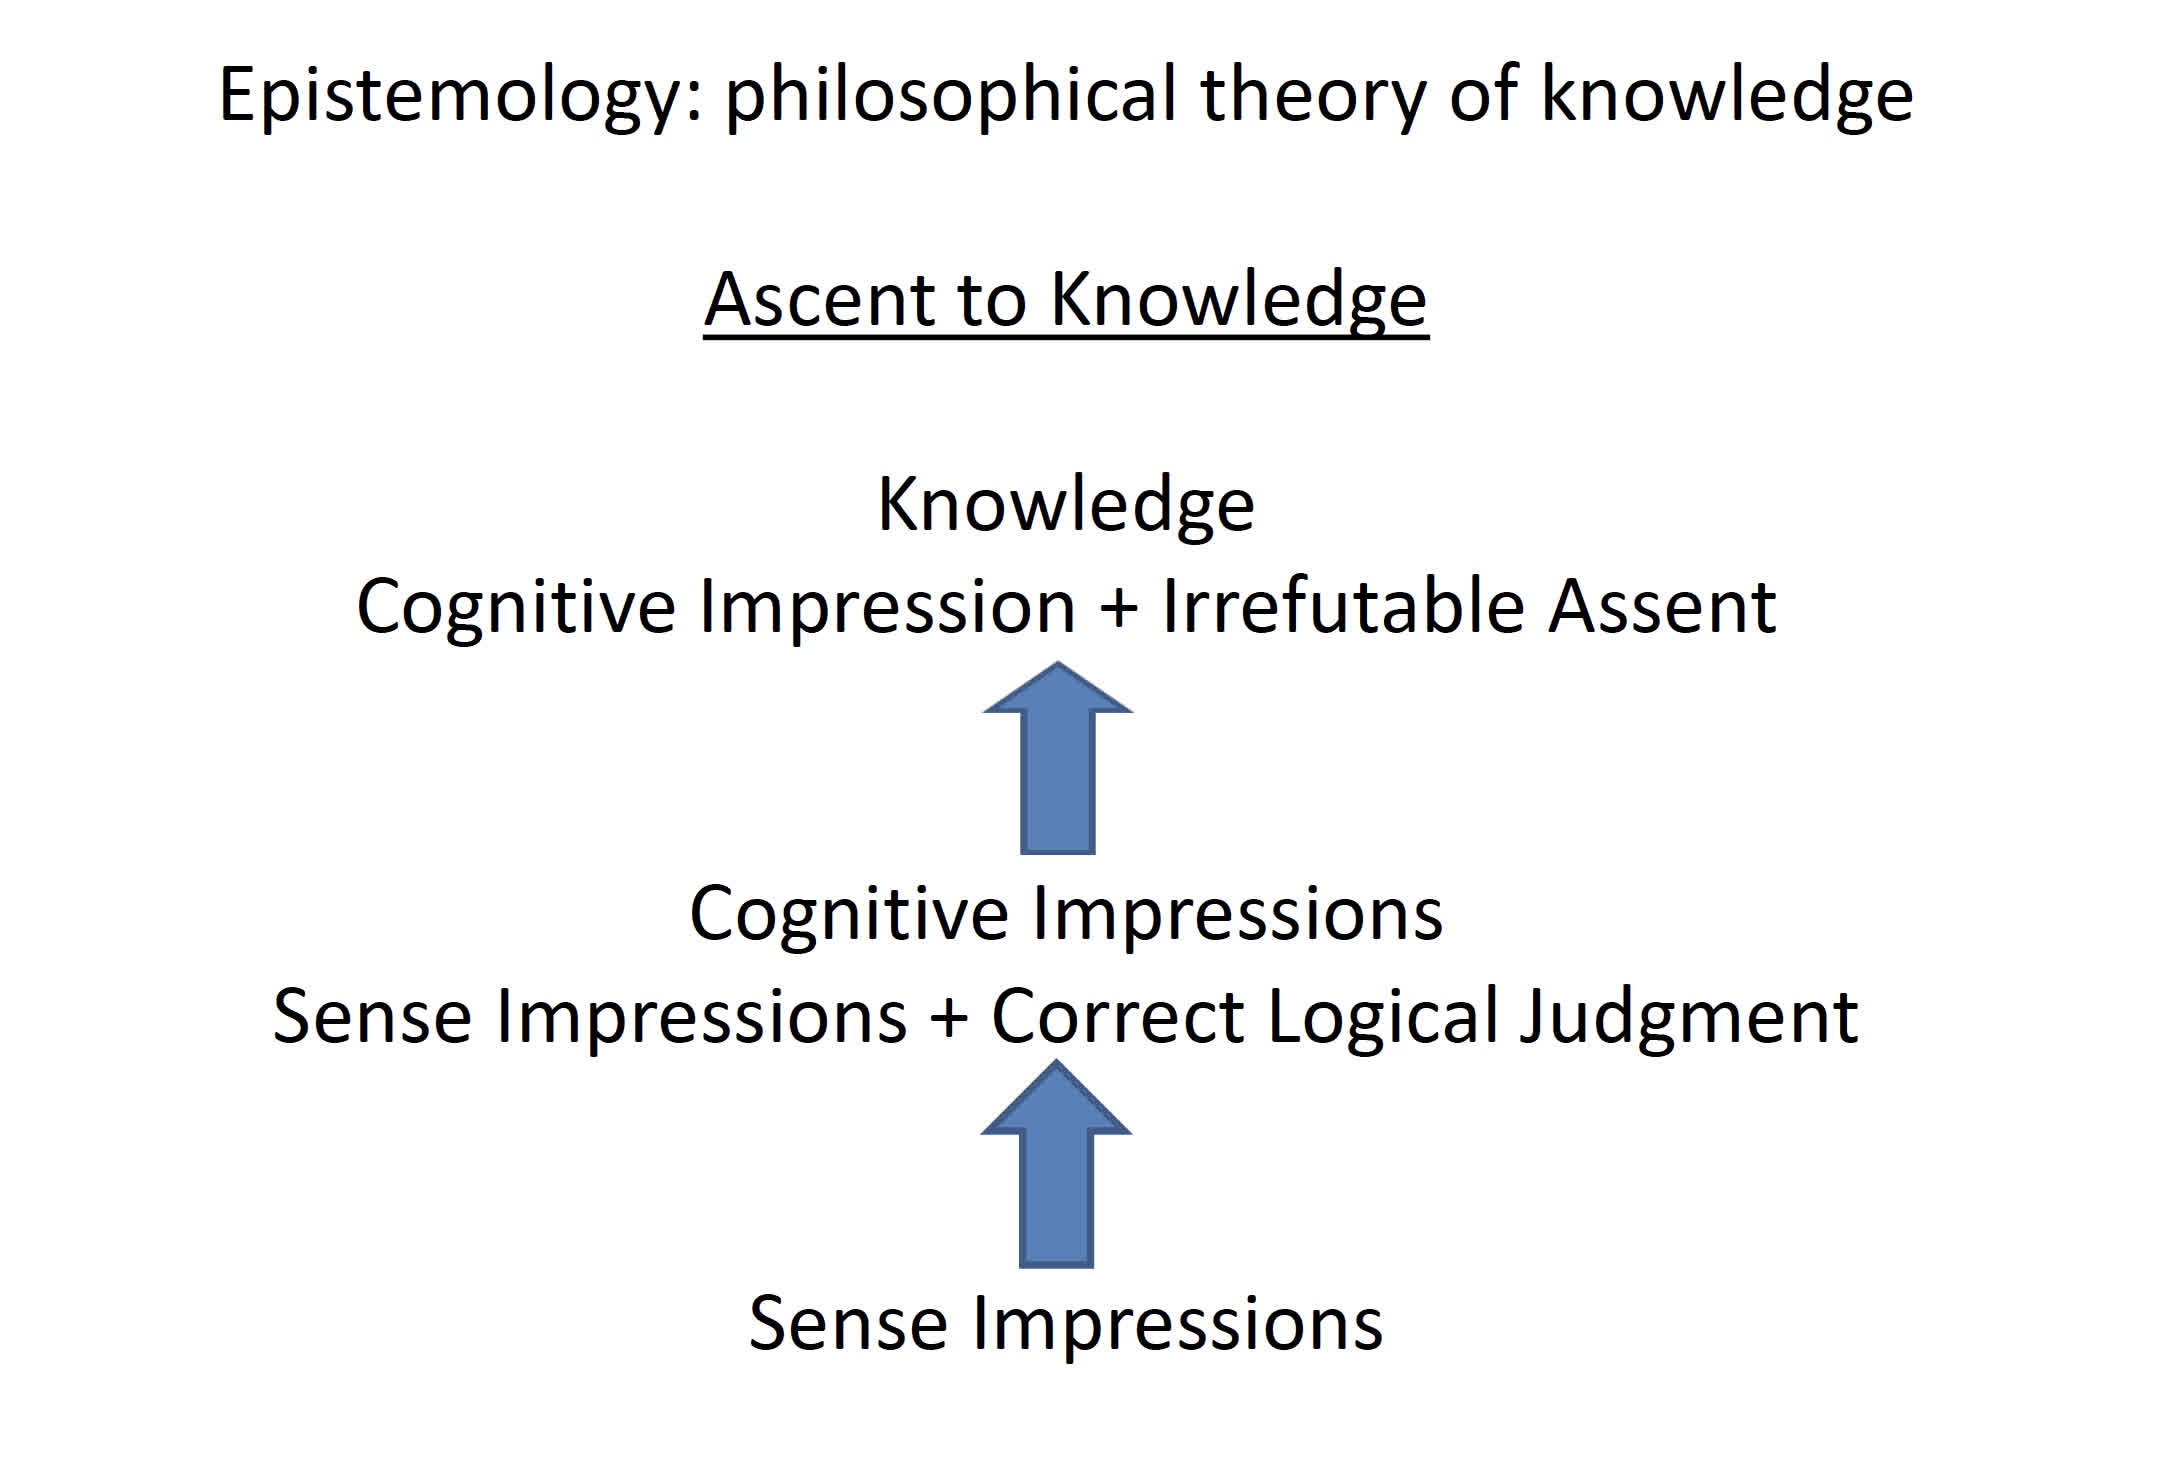 Epistemology: philosophical theory of knowledge
Ascent to Knowledge
Knowledge
Cognitive Impression + Irrefutable Assent
Cognitive Impressions
Sense Impressions + Correct Logical Judgment
Sense Impressions